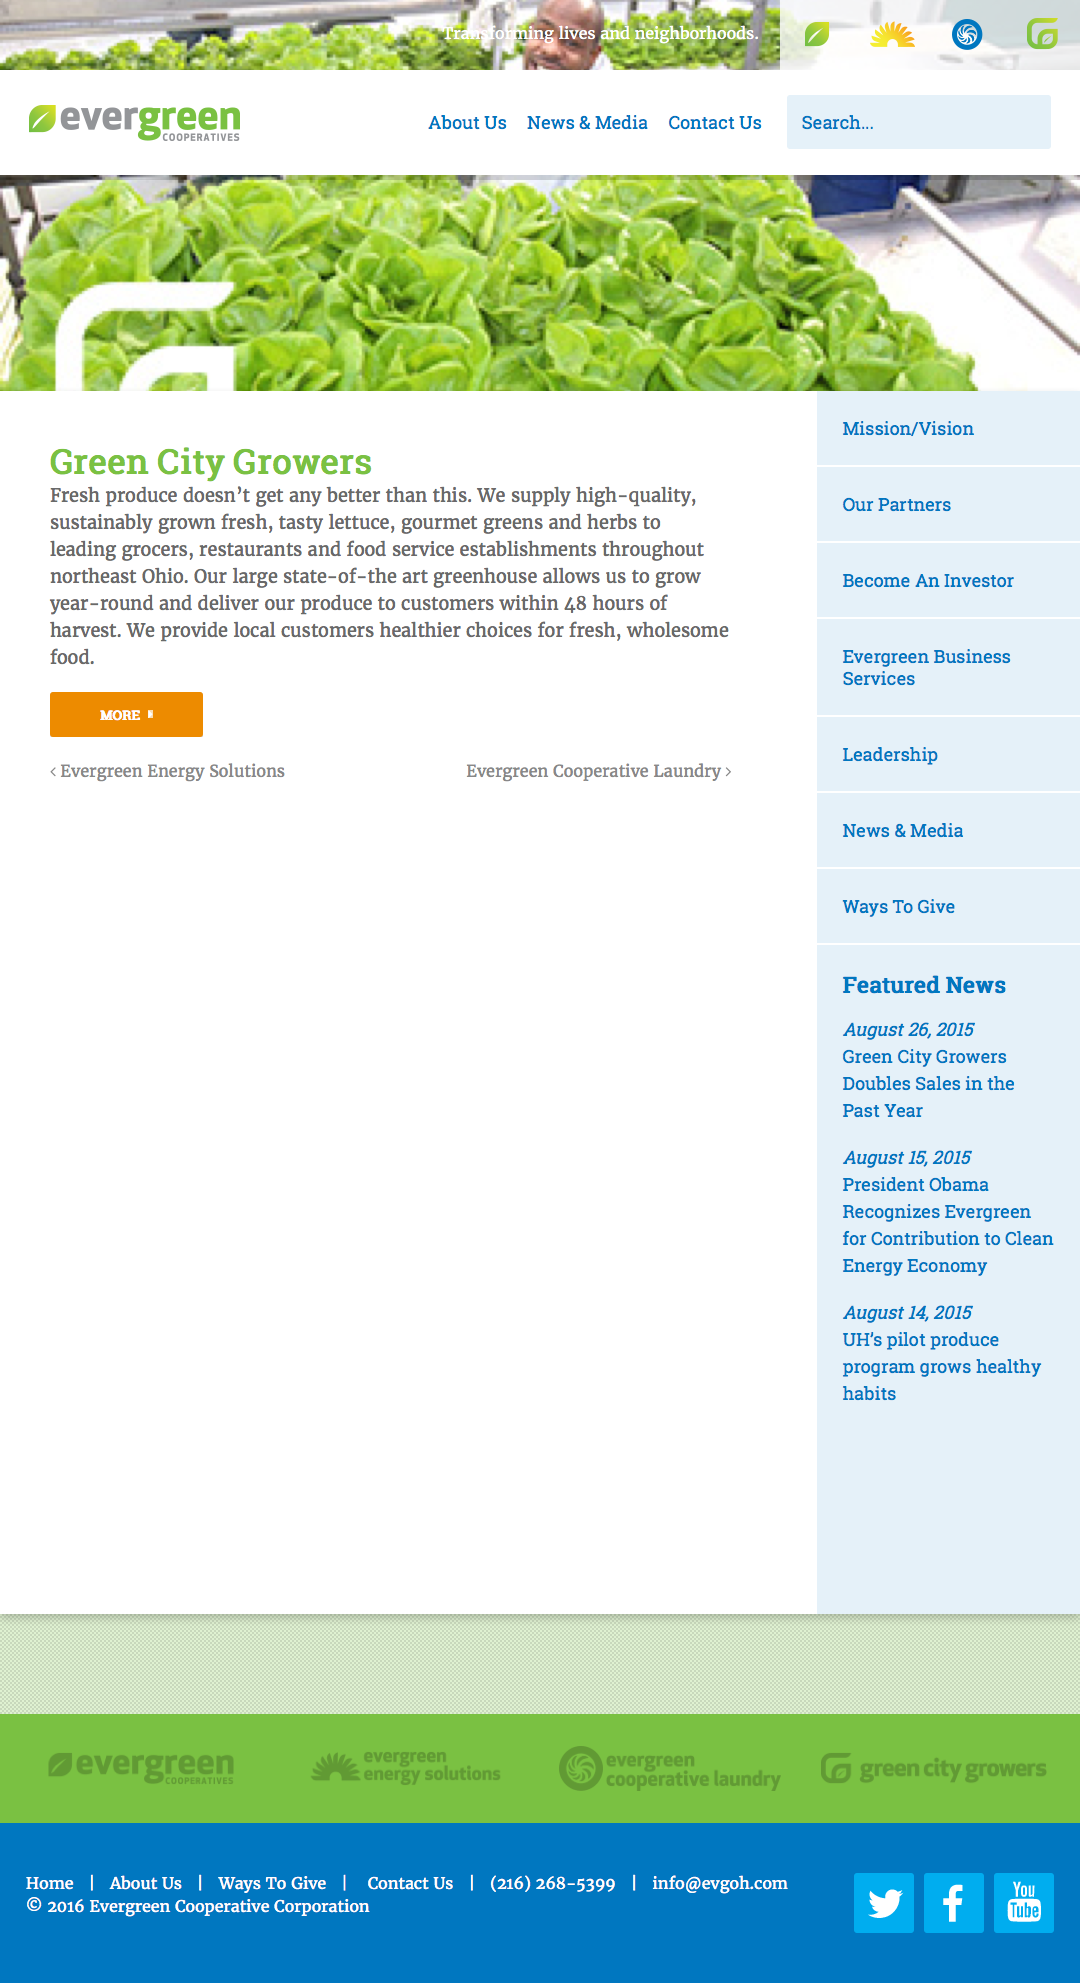 Transforming lives and neighborhoods.
evergreen
COOPERATIVES
About Us News & Media Contact Us Search...
Green City Growers
Fresh produce doesn’t get any better than this. We supply high-quality,
sustainably grown fresh, tasty lettuce, gourmet greens and herbs to
leading grocers, restaurants and food service establishments throughout
northeast Ohio. Our large state-of-the art greenhouse allows us to grow
year-round and deliver our produce to customers within 48 hours of
harvest. We provide local customers healthier choices for fresh, wholesome
food.
MORE
‹ Evergreen Energy Solutions
Evergreen Cooperative Laundry ›
Mission/Vision
Our Partners
Become An Investor
Evergreen Business
Services
Leadership
News & Media
Ways To Give
Featured News
August 26, 2015
Green City Growers
Doubles Sales in the
Past Year
August 15, 2015
President Obama
Recognizes Evergreen
for Contribution to Clean
Energy Economy
August 14, 2015
UH’s pilot produce
program grows healthy
habits
evergreen
COOPERATIVES
evergreen
energy solutions
evergreen
cooperative laundry
green city growers
Home | About Us | Ways To Give | Contact Us | (216) 268-5399 | info@evgoh.com
© 2016 Evergreen Cooperative Corporation
You
Tube